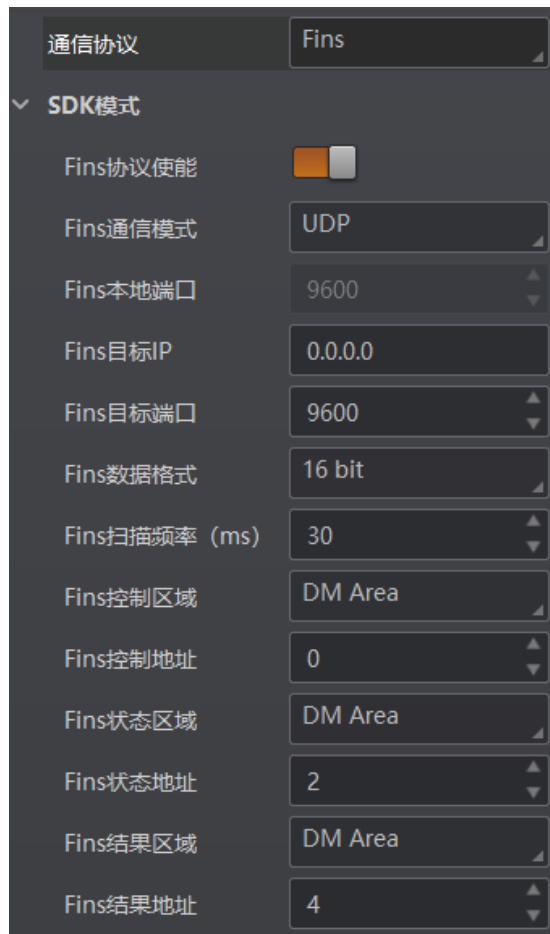 通信协议 Fins
SDK模式
Fins协议使能
Fins通信模式 UDP
Fins本地端口 9600
Fins目标IP 0.0.0.0
Fins目标端口 9600
Fins数据格式 16 bit
Fins扫描频率（ms） 30
Fins控制区域 DM Area
Fins控制地址 0
Fins状态区域 DM Area
Fins状态地址 2
Fins结果区域 DM Area
Fins结果地址 4